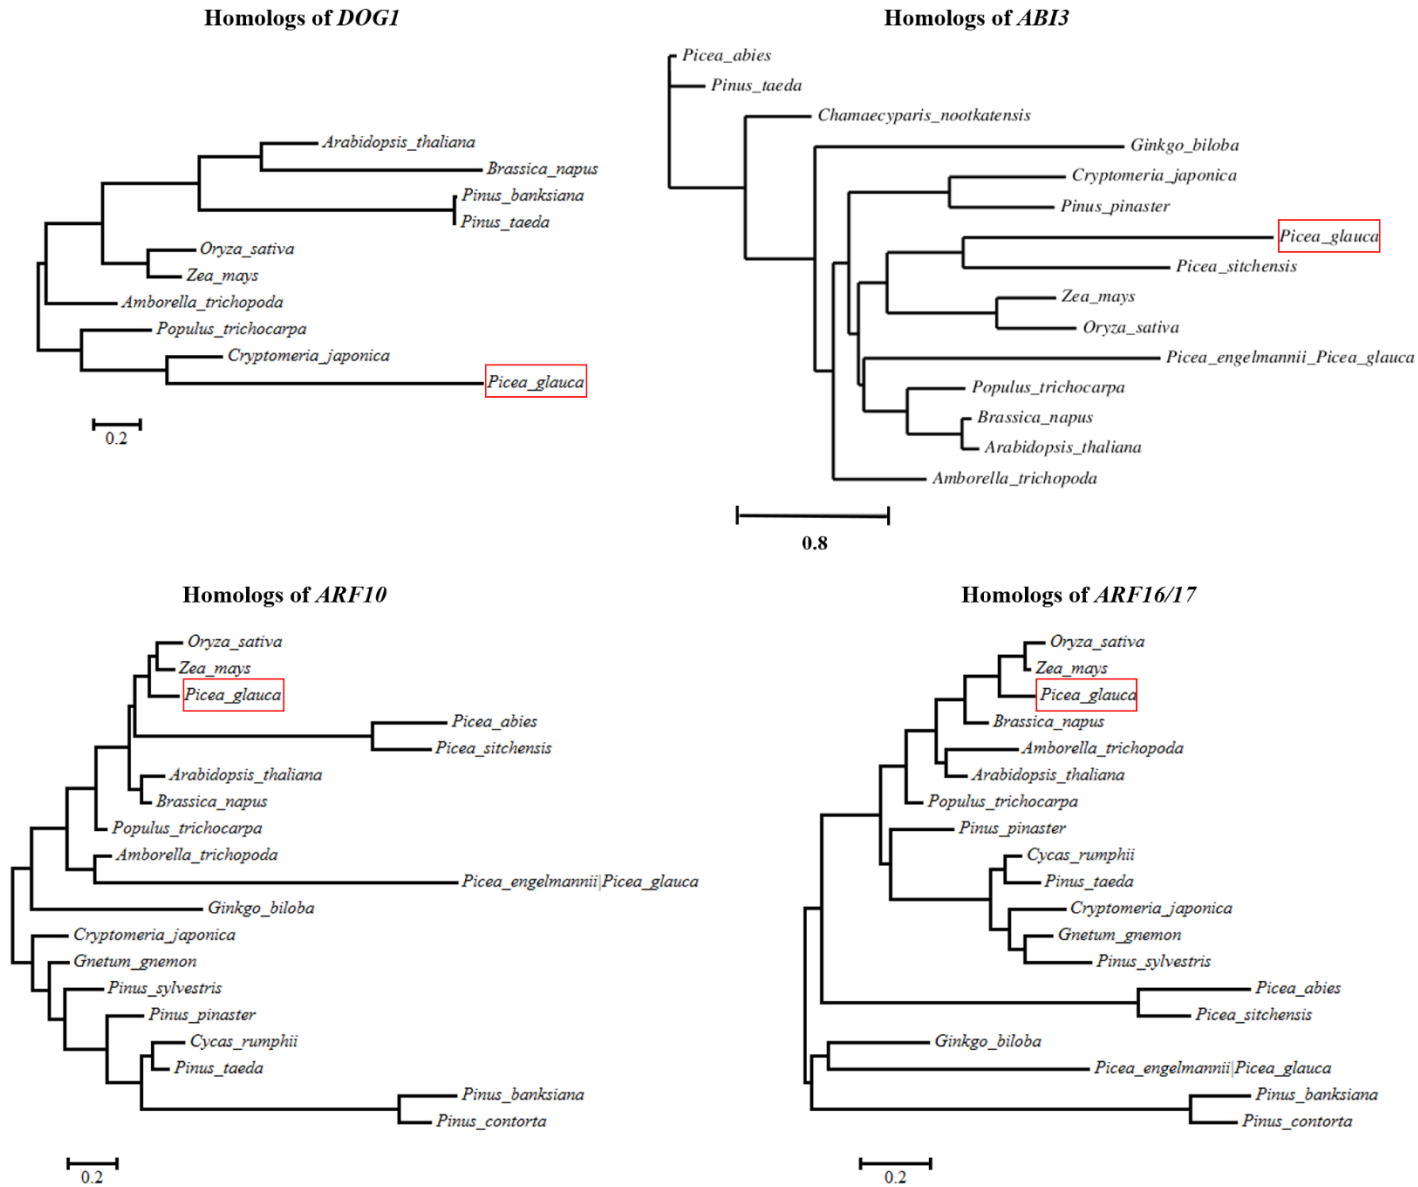 Homologs of DOG1
Arabidopsis_thaliana
Brassica_napus
Pinus_banksiana
Pinus_taeda
Oryza_sativa
Zea_mays
Amborella_trichopoda
Populus_trichocarpa
Cryptomeria_japonica
Picea_glauca
0.2
Homologs of ABI3
Picea_abies
Pinus_taeda
Chamaecyparis_nootkatensis
Ginkgo_biloba
Cryptomeria_japonica
Pinus_pinaster
Picea_glauca
Picea_sitchensis
Zea_mays
Oryza_sativa
Picea_engelmannii_Picea_glauca
Populus_trichocarpa
Brassica_napus
Arabidopsis_thaliana
Amborella_trichopoda
0.8
Homologs of ARF10
Oryza_sativa
Zea_mays
Picea_glauca
Picea_abies
Picea_sitchensis
Arabidopsis_thaliana
Brassica_napus
Populus_trichocarpa
Amborella_trichopoda
Picea_engelmannii|Picea_glauca
Ginkgo_biloba
Cryptomeria_japonica
Gnetum_gnemon
Pinus_sylvestris
Pinus_pinaster
Cycas_rumphii
Pinus_taeda
Pinus_banksiana
Pinus_contorta
0.2
Homologs of ARF16/17
Oryza_sativa
Zea_mays
Picea_glauca
Brassica_napus
Amborella_trichopoda
Arabidopsis_thaliana
Populus_trichocarpa
Pinus_pinaster
Cycas_rumphii
Pinus_taeda
Cryptomeria_japonica
Gnetum_gnemon
Pinus_sylvestris
Picea_abies
Picea_sitchensis
Ginkgo_biloba
Picea_engelmannii|Picea_glauca
Pinus_banksiana
Pinus_contorta
0.2